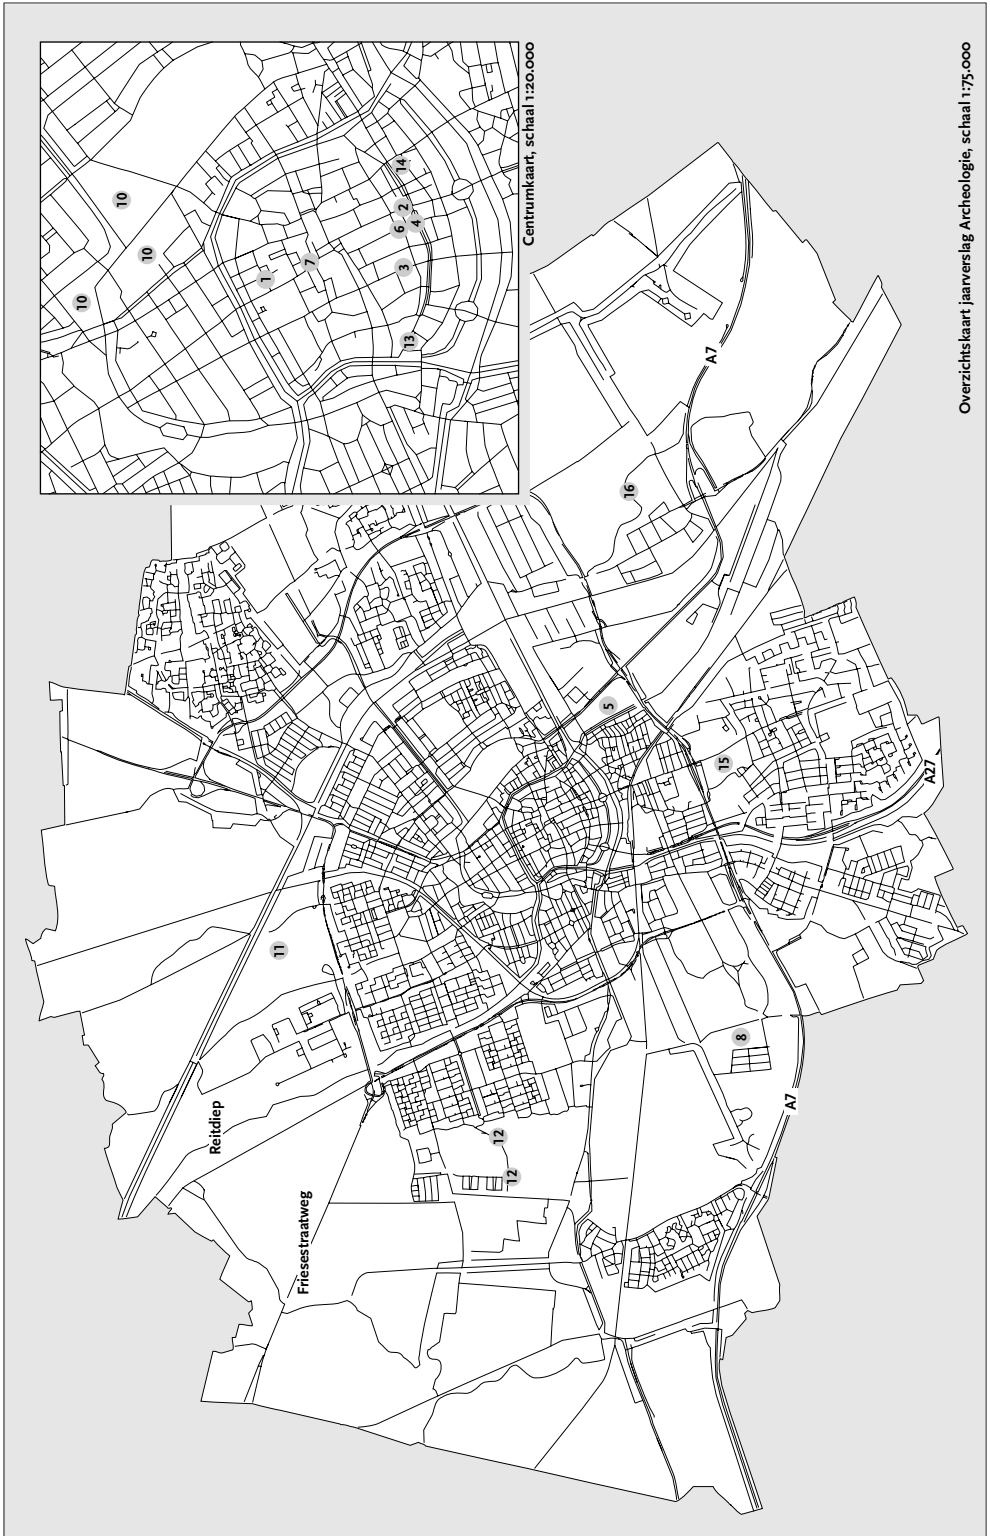 Overzichtskaart jaarverslag Archeologie, schaal 1:75.000
Centrumkaart, schaal 1:20.000
10
10
10
1
7
14
2
6
4
3
13
A7
16
5
15
A27
11
8
A7
12
12
Reitdiep
Friesestraatweg